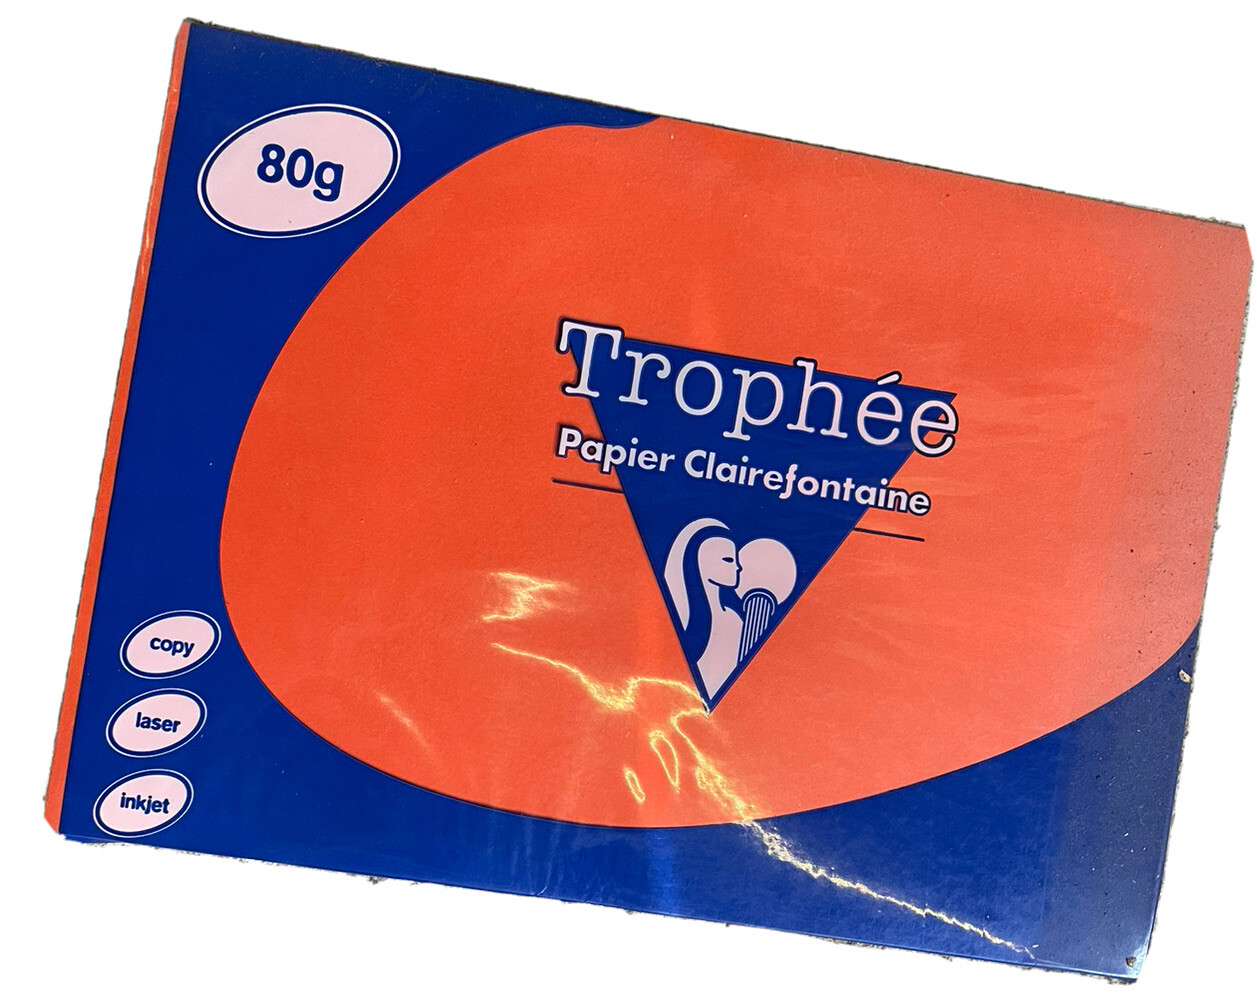 80g
Trophée
Papier Clairefontaine
copy
laser
inkjet